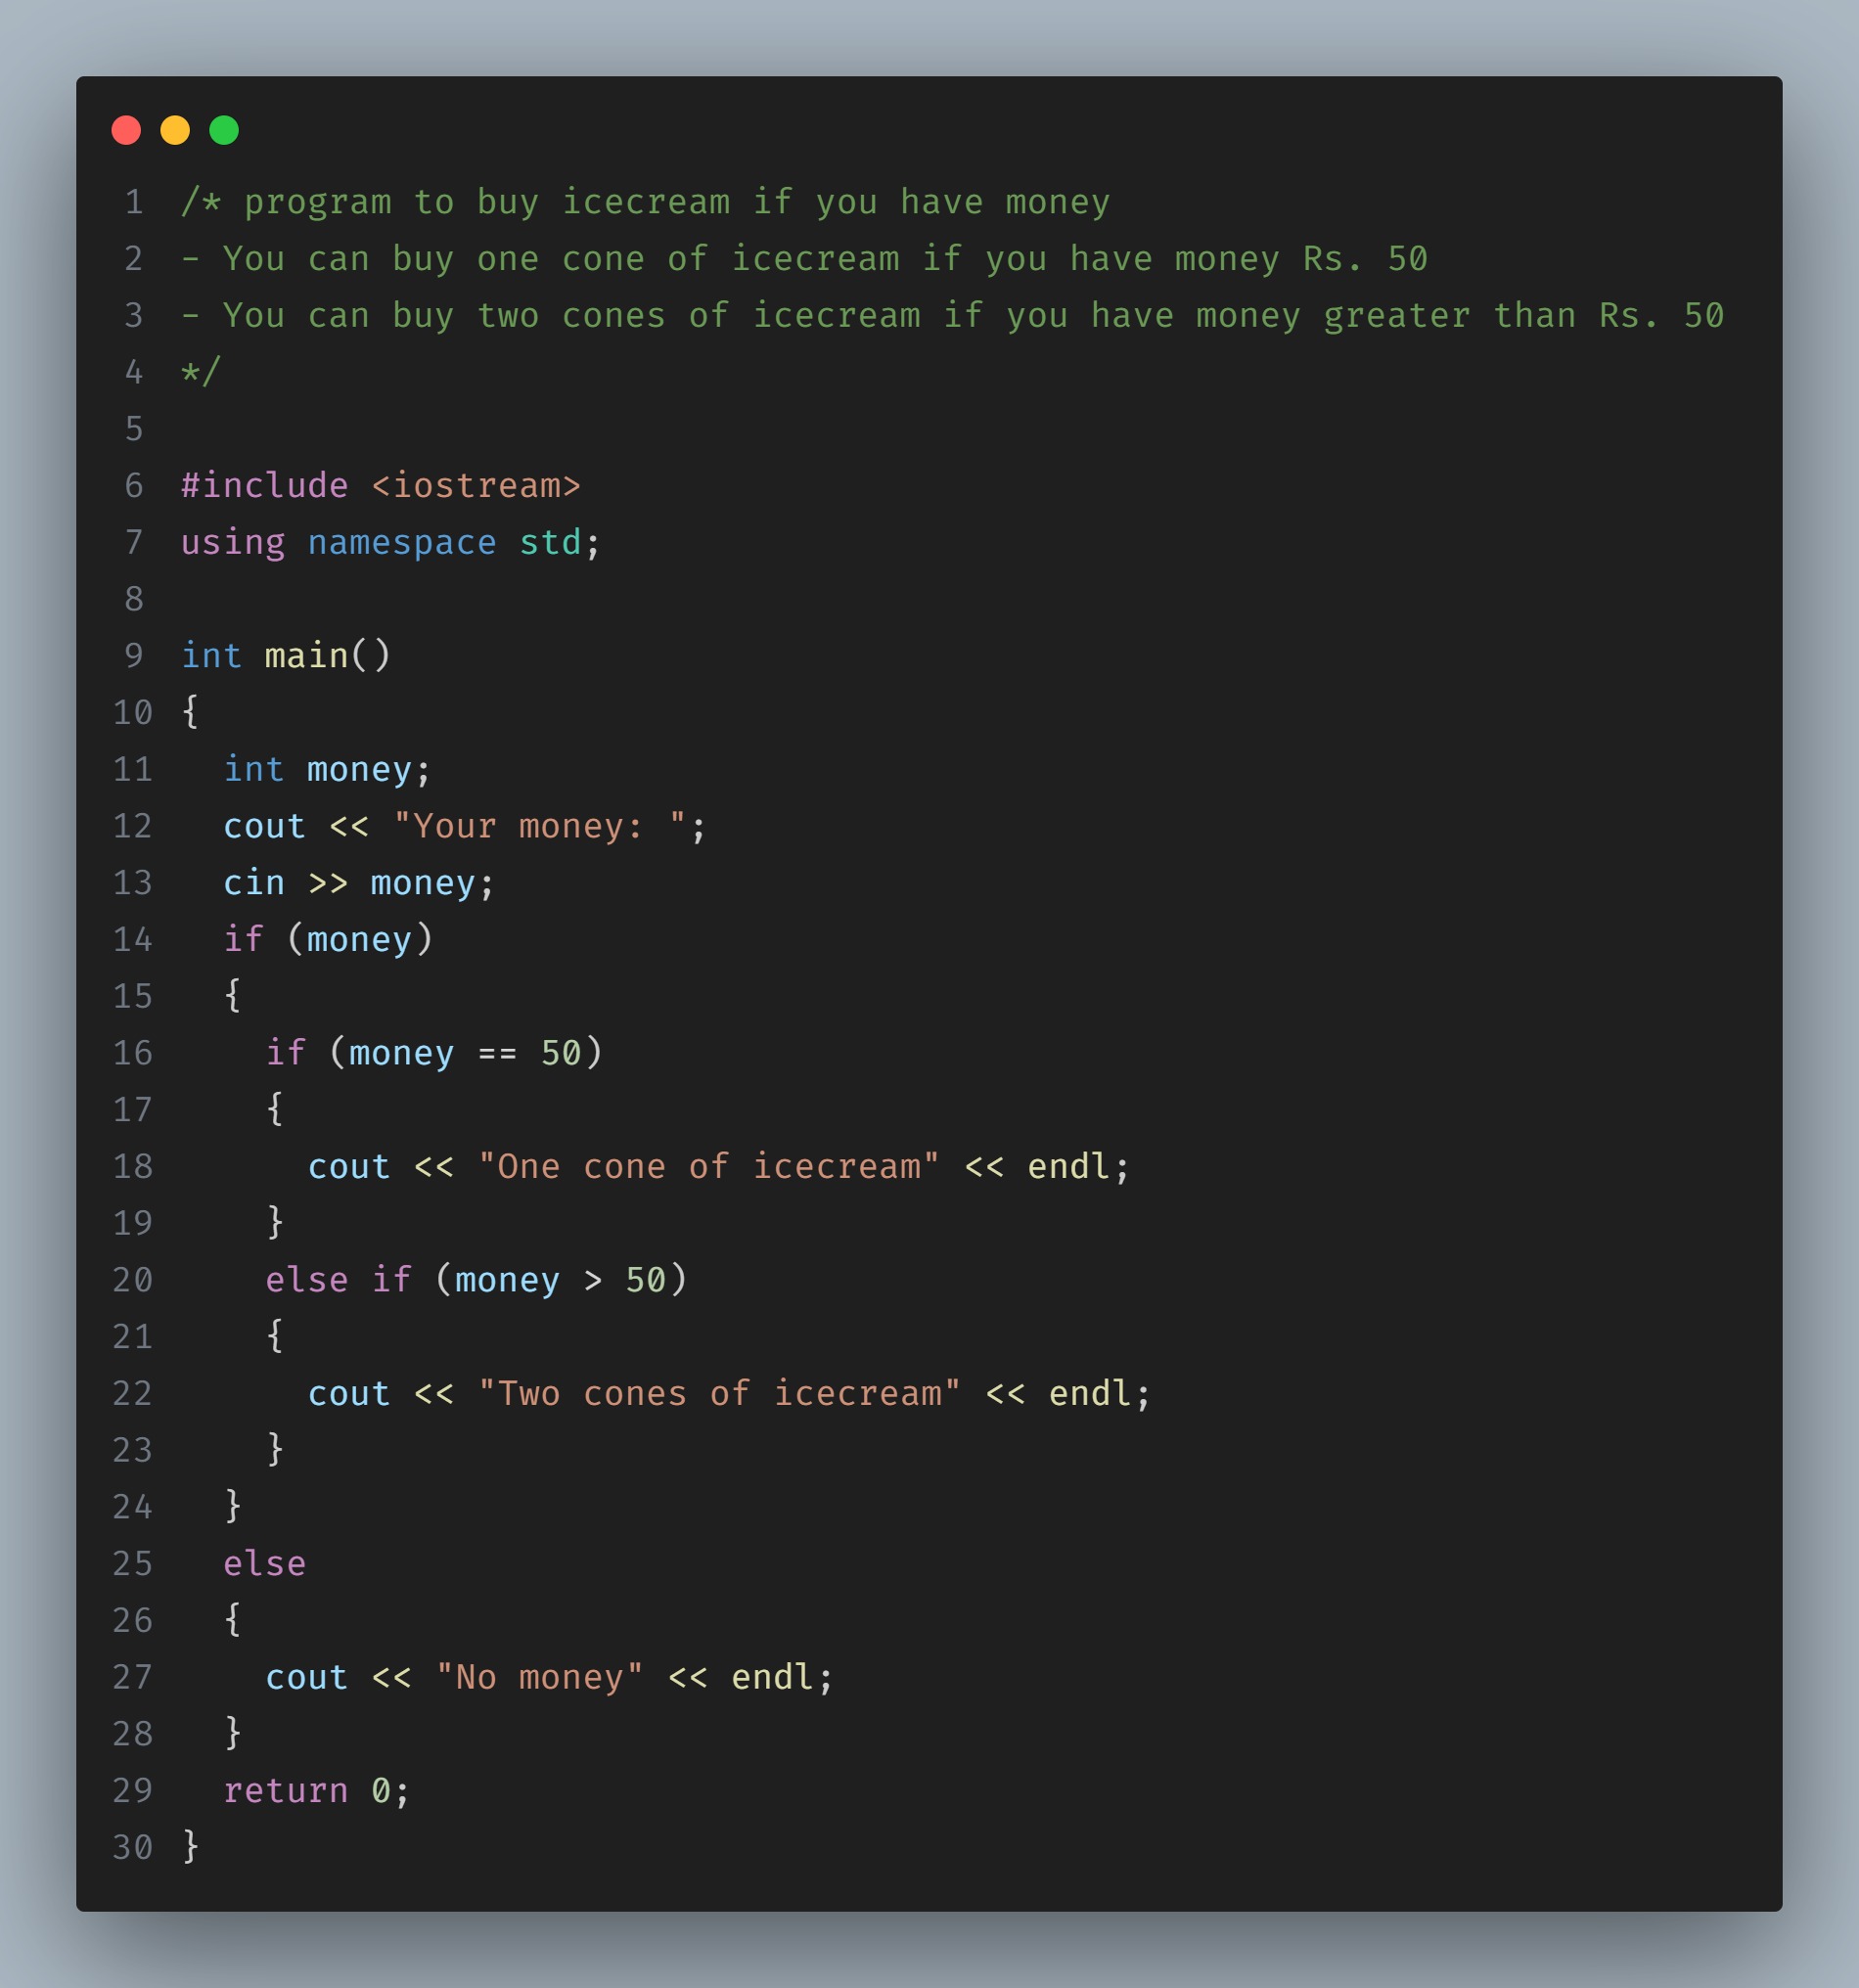 1 /* program to buy icecream if you have money
2 - You can buy one cone of icecream if you have money Rs. 50
3 - You can buy two cones of icecream if you have money greater than Rs. 50
4 */
5
6 #include <iostream>
7 using namespace std;
8
9 int main()
10 {
11   int money;
12   cout << "Your money: ";
13   cin >> money;
14   if (money)
15   {
16     if (money == 50)
17     {
18       cout << "One cone of icecream" << endl;
19     }
20     else if (money > 50)
21     {
22       cout << "Two cones of icecream" << endl;
23     }
24   }
25   else
26   {
27     cout << "No money" << endl;
28   }
29   return 0;
30 }